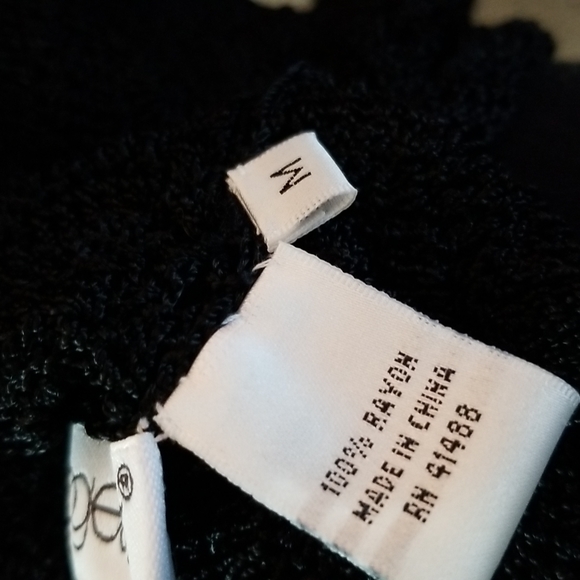 M
100% RAYON
MADE IN CHINA
RN 41488
®